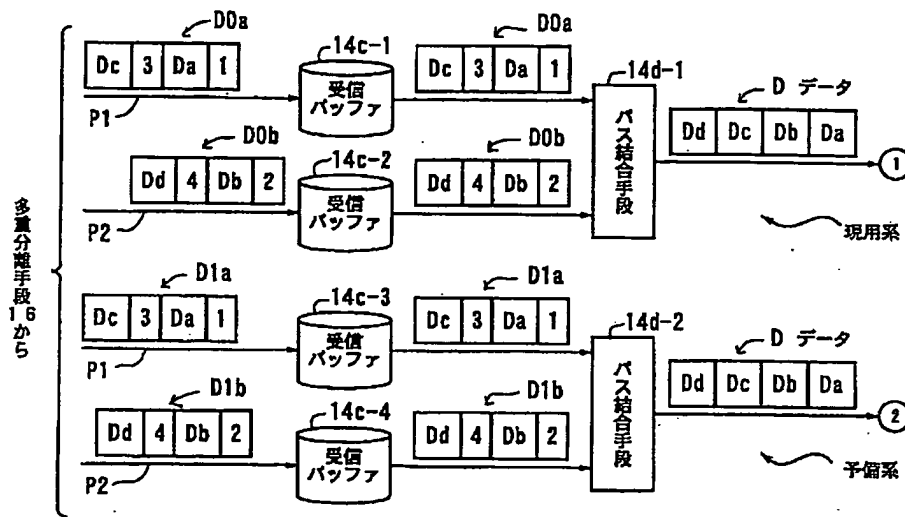 多重分離手段16から
D0a
Dc 3 Da 1
P1
14c-1
受信
バッファ
D0a
Dc 3 Da 1
D0b
Dd 4 Db 2
P2
14c-2
受信
バッファ
D0b
Dd 4 Db 2
14d-1
パス結合手段
D データ
Dd Dc Db Da
1
現用系
D1a
Dc 3 Da 1
P1
14c-3
受信
バッファ
D1a
Dc 3 Da 1
D1b
Dd 4 Db 2
P2
14c-4
受信
バッファ
D1b
Dd 4 Db 2
14d-2
パス結合手段
D データ
Dd Dc Db Da
2
予備系